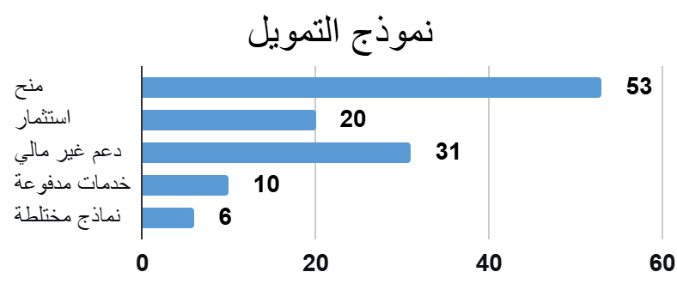 نموذج التمويل
منح 53
استثمار 20
دعم غير مالي 31
خدمات مدفوعة 10
نماذج مختلطة 6
0 20 40 60